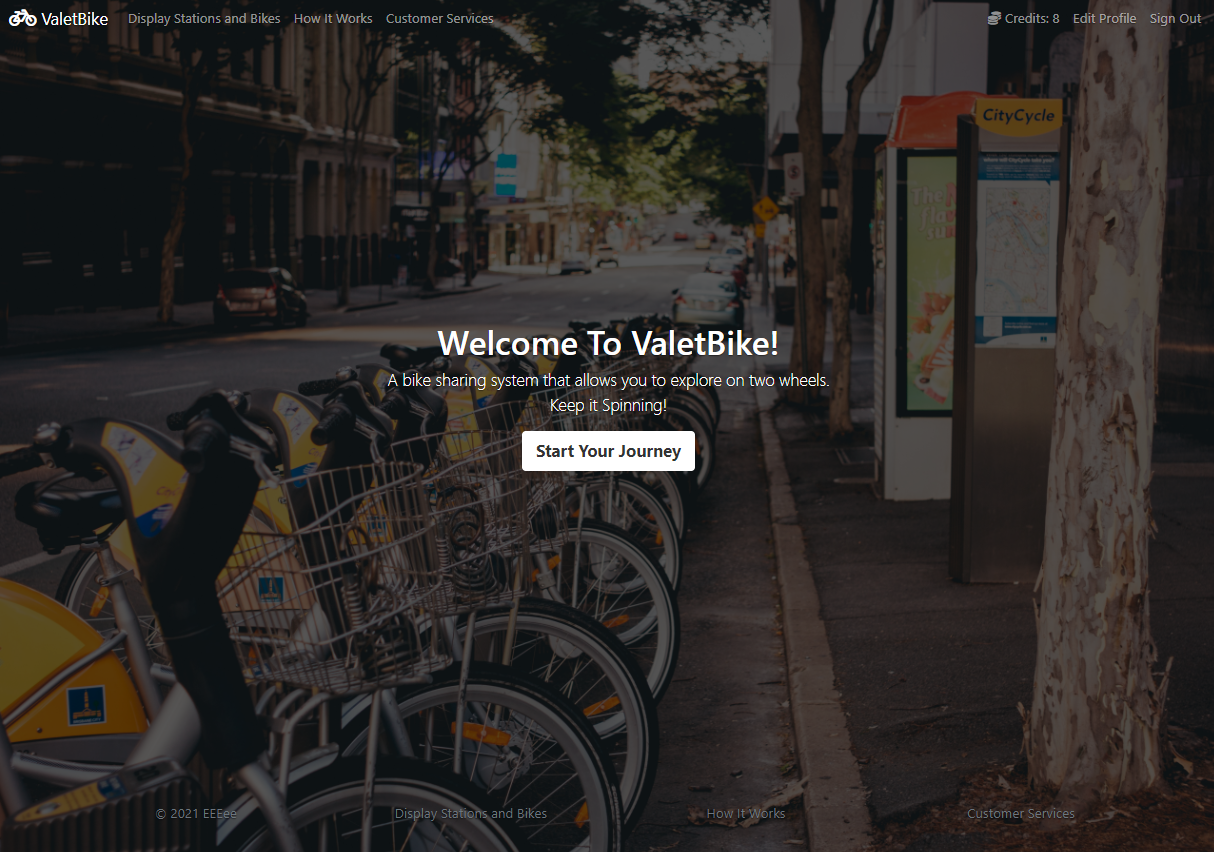 ValetBike
Display Stations and Bikes
How It Works
Customer Services
Credits: 8
Edit Profile
Sign Out
CityCycle
Welcome To ValetBike!
A bike sharing system that allows you to explore on two wheels.
Keep it Spinning!
Start Your Journey
© 2021 EEEee
Display Stations and Bikes
How It Works
Customer Services